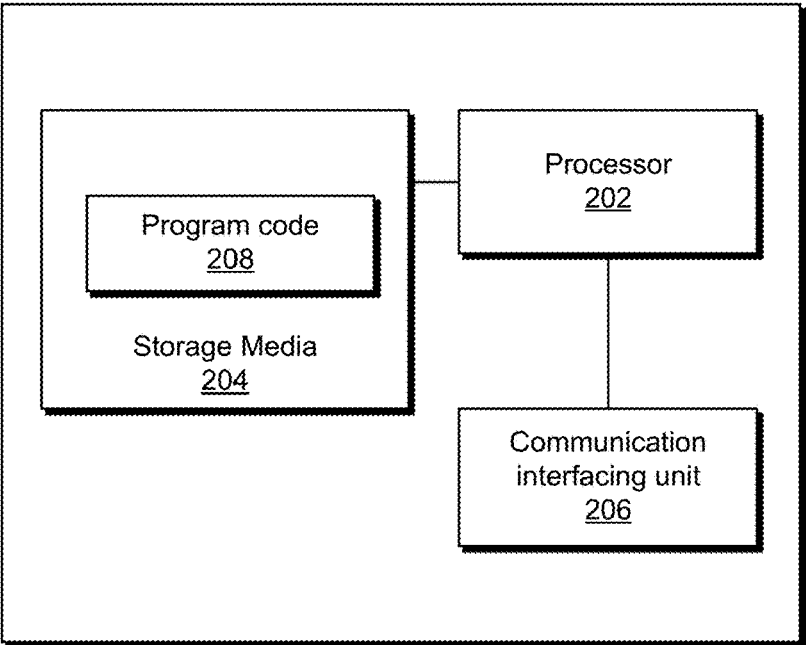 Program code
208
Storage Media
204
Processor
202
Communication
interfacing unit
206